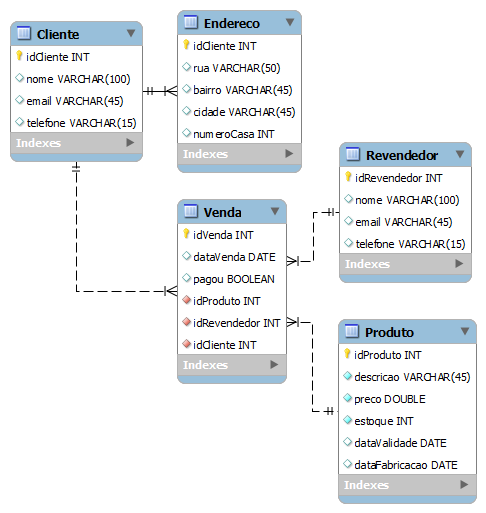 Cliente
idCliente INT
nome VARCHAR(100)
email VARCHAR(45)
telefone VARCHAR(15)
Indexes
Endereco
idCliente INT
rua VARCHAR(50)
bairro VARCHAR(45)
cidade VARCHAR(45)
numeroCasa INT
Indexes
Revendedor
idRevendedor INT
nome VARCHAR(100)
email VARCHAR(45)
telefone VARCHAR(15)
Indexes
Venda
idVenda INT
dataVenda DATE
pagou BOOLEAN
idProduto INT
idRevendedor INT
idCliente INT
Indexes
Produto
idProduto INT
descricao VARCHAR(45)
preco DOUBLE
estoque INT
dataValidade DATE
dataFabricacao DATE
Indexes